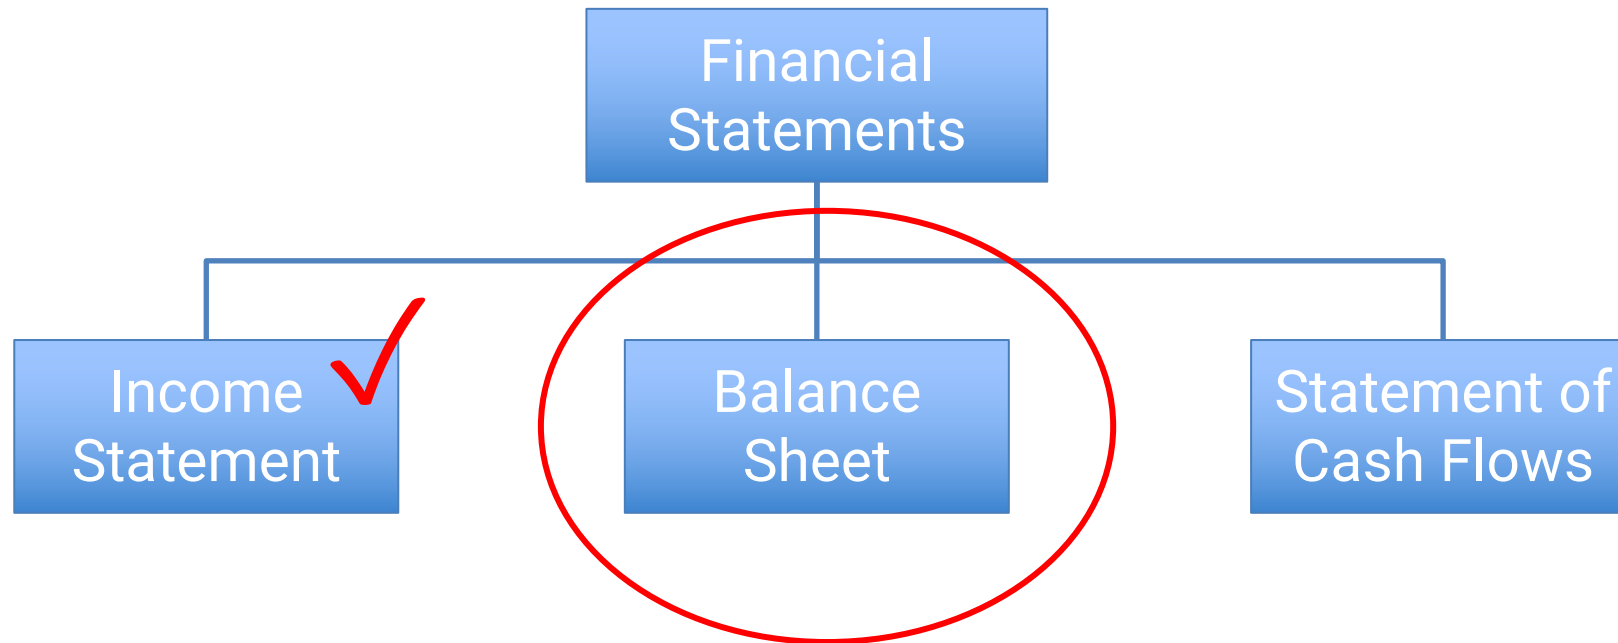 Financial
Statements
Income
Statement
Balance
Sheet
Statement of
Cash Flows